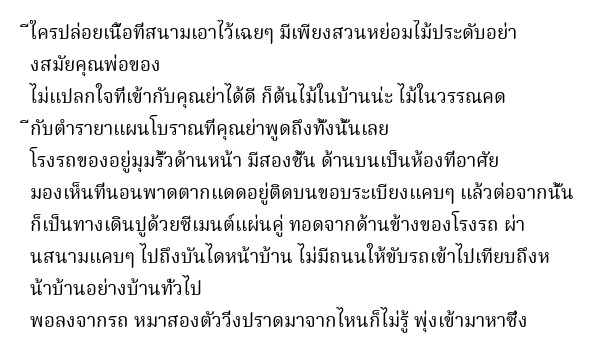 ีใครปล่อยเนื้อที่สนามเอาไว้เฉยๆ มีเพียงสวนหย่อมไม้ประดับอย่า
งสมัยคุณพ่อของ
ไม่แปลกใจที่เข้ากับคุณย่าได้ดี ก็ต้นไม้ในบ้านน่ะ ไม้ในวรรณคด
ีกับตำรายาแผนโบราณที่คุณย่าพูดถึงทั้งนั้นเลย
โรงรถของอยู่มุมรั้วด้านหน้า มีสองชั้น ด้านบนเป็นห้องที่อาศัย
มองเห็นที่นอนพาดตากแดดอยู่ติดบนขอบระเบียงแคบๆ แล้วต่อจากนั้น
ก็เป็นทางเดินปูด้วยซีเมนต์แผ่นคู่ ทอดจากด้านข้างของโรงรถ ผ่า
นสนามแคบๆ ไปถึงบันไดหน้าบ้าน ไม่มีถนนให้ขับรถเข้าไปเทียบถึงห
น้าบ้านอย่างบ้านทั่วไป
พอลงจากรถ หมาสองตัววิ่งปราดมาจากไหนก็ไม่รู้ พุ่งเข้ามาหาซึ่ง